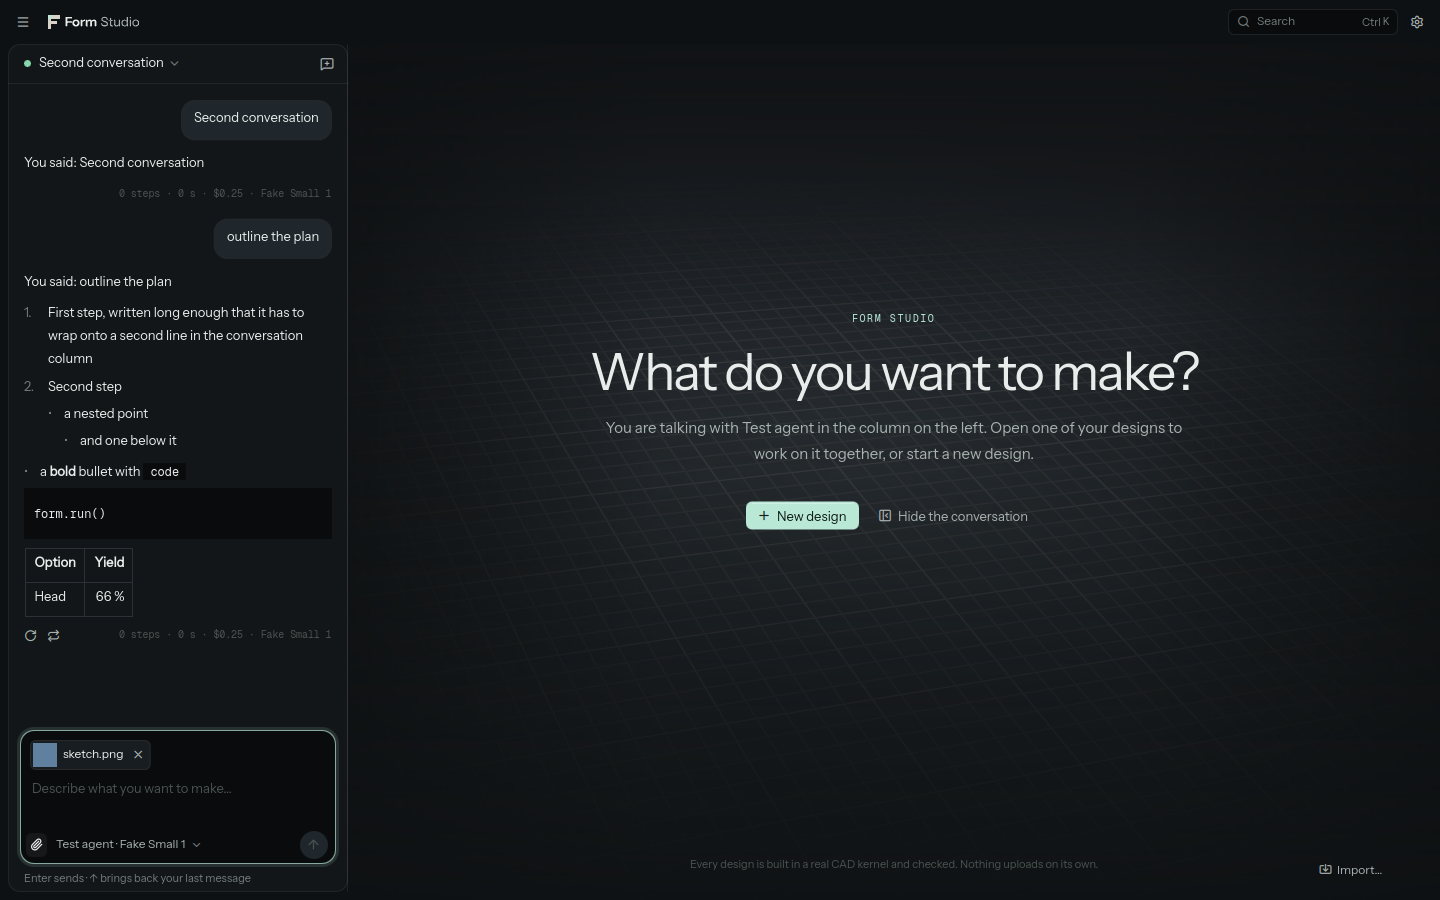 Form Studio
Search
Ctrl K
Second conversation
Second conversation
You said: Second conversation
0 steps · 0 s · $0.25 · Fake Small 1
outline the plan
You said: outline the plan
1. First step, written long enough that it has to
wrap onto a second line in the conversation
column
2. Second step
· a nested point
· and one below it
· a bold bullet with code
form.run()
Option Yield
Head 66 %
0 steps · 0 s · $0.25 · Fake Small 1
sketch.png
Describe what you want to make...
Test agent · Fake Small 1
Enter sends · ↑ brings back your last message
FORM STUDIO
What do you want to make?
You are talking with Test agent in the column on the left. Open one of your designs to
work on it together, or start a new design.
New design
Hide the conversation
Every design is built in a real CAD kernel and checked. Nothing uploads on its own.
Import...